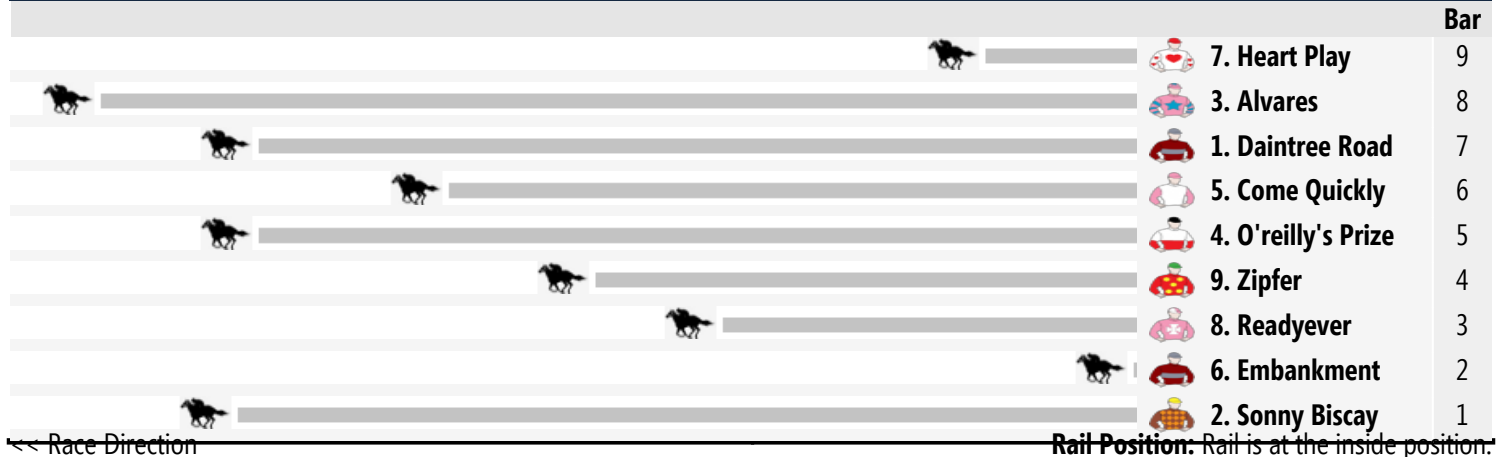 Bar
7. Heart Play 9
3. Alvares 8
1. Daintree Road 7
5. Come Quickly 6
4. O'reilly's Prize 5
9. Zipfer 4
8. Readyever 3
6. Embankment 2
2. Sonny Biscay 1
<< Race Direction Rail Position: Rail is at the inside position.